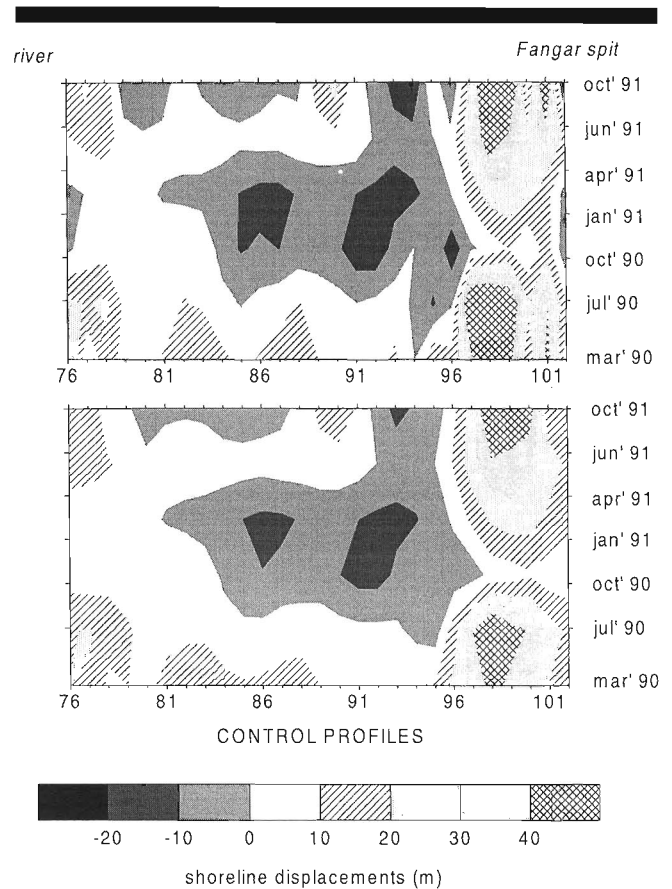 river
Fangar spit
oct' 91
jun' 91
apr' 91
jan' 91
oct' 90
jul' 90
mar' 90
76 81 86 91 96 101
oct' 91
jun' 91
apr' 91
jan' 91
oct' 90
jul' 90
mar' 90
76 81 86 91 96 101
CONTROL PROFILES
-20 -10 0 10 20 30 40
shoreline displacements (m)